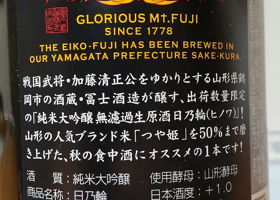 GLORIOUS Mt.FUJI
SINCE 1778
THE EIKO-FUJI HAS BEEN BREWED IN
OUR YAMAGATA PREFECTURE SAKE-KURA.
戦国武将・加藤清正公をゆかりとする山形県鶴
岡市の酒蔵・冨士酒造が醸す、出荷数量限定
の「純米大吟醸 無濾過生原酒日乃輪(ヒノワ)」!
山形の人気ブランド米「つや姫」を50%まで磨
き上げた、秋の食中酒にオススメの1本です!
酒質:純米大吟醸 使用酵母:山形酵母
商品名:日乃輪 日本酒度:+1.0